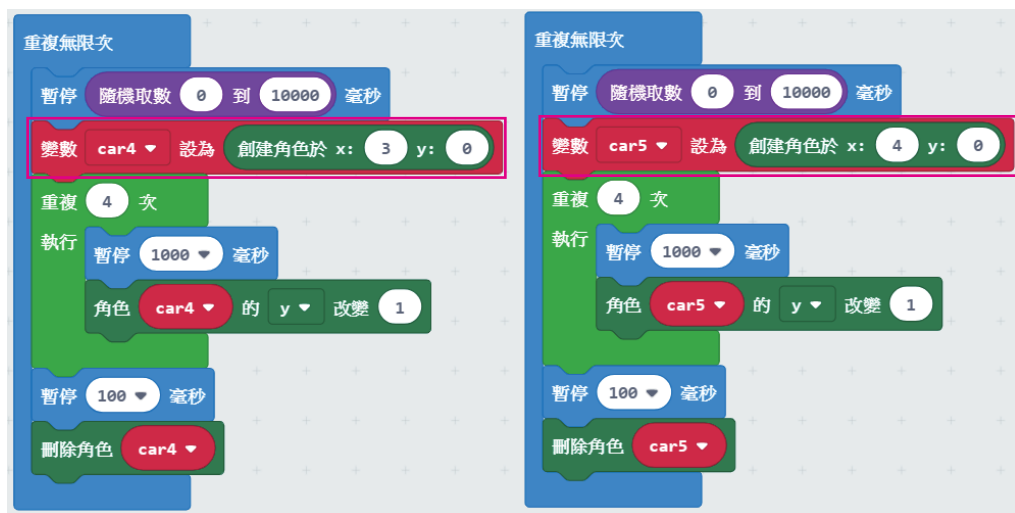 重複無限次
暫停 隨機取數 0 到 10000 毫秒
變數 car4 設為 創建角色於 x: 3 y: 0
重複 4 次
執行
暫停 1000 毫秒
角色 car4 的 y 改變 1
暫停 100 毫秒
刪除角色 car4
重複無限次
暫停 隨機取數 0 到 10000 毫秒
變數 car5 設為 創建角色於 x: 4 y: 0
重複 4 次
執行
暫停 1000 毫秒
角色 car5 的 y 改變 1
暫停 100 毫秒
刪除角色 car5